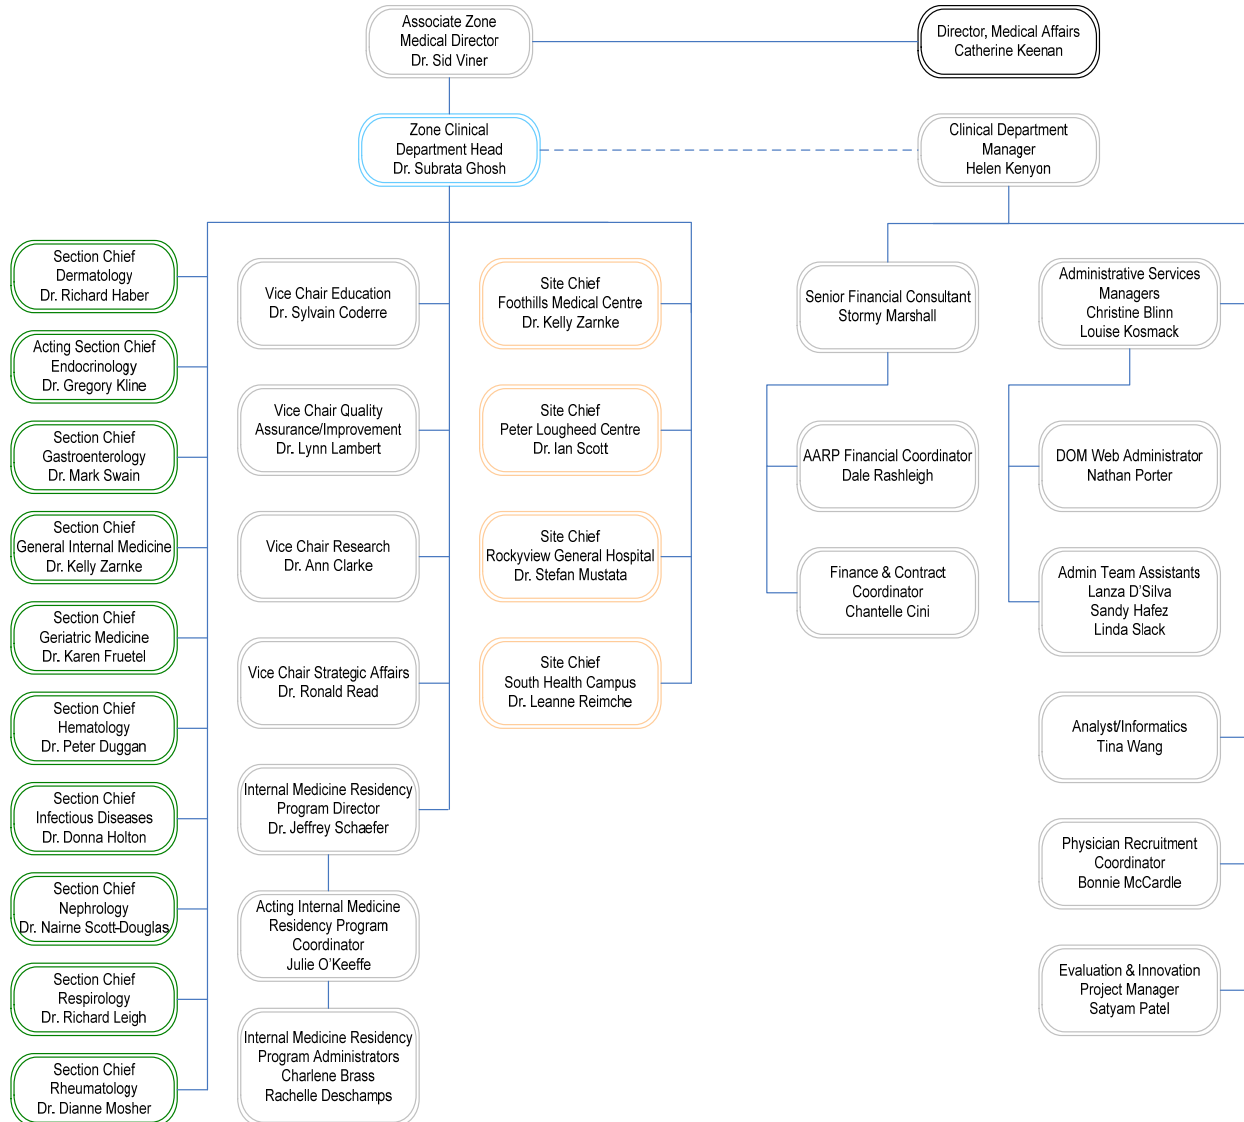 Associate Zone
Medical Director
Dr. Sid Viner
Director, Medical Affairs
Catherine Keenan
Zone Clinical
Department Head
Dr. Subrata Ghosh
Clinical Department
Manager
Helen Kenyon
Section Chief
Dermatology
Dr. Richard Haber
Acting Section Chief
Endocrinology
Dr. Gregory Kline
Section Chief
Gastroenterology
Dr. Mark Swain
Section Chief
General Internal Medicine
Dr. Kelly Zarnke
Section Chief
Geriatric Medicine
Dr. Karen Fruetel
Section Chief
Hematology
Dr. Peter Duggan
Section Chief
Infectious Diseases
Dr. Donna Holton
Section Chief
Nephrology
Dr. Nairne Scott-Douglas
Section Chief
Respirology
Dr. Richard Leigh
Section Chief
Rheumatology
Dr. Dianne Mosher
Vice Chair Education
Dr. Sylvain Coderre
Vice Chair Quality
Assurance/Improvement
Dr. Lynn Lambert
Vice Chair Research
Dr. Ann Clarke
Vice Chair Strategic Affairs
Dr. Ronald Read
Internal Medicine Residency
Program Director
Dr. Jeffrey Schaefer
Acting Internal Medicine
Residency Program
Coordinator
Julie O'Keeffe
Internal Medicine Residency
Program Administrators
Charlene Brass
Rachelle Deschamps
Site Chief
Foothills Medical Centre
Dr. Kelly Zarnke
Site Chief
Peter Lougheed Centre
Dr. Ian Scott
Site Chief
Rockyview General Hospital
Dr. Stefan Mustata
Site Chief
South Health Campus
Dr. Leanne Reimche
Senior Financial Consultant
Stormy Marshall
AARP Financial Coordinator
Dale Rashleigh
Finance & Contract
Coordinator
Chantelle Cini
Administrative Services
Managers
Christine Blinn
Louise Kosmack
DOM Web Administrator
Nathan Porter
Admin Team Assistants
Lanza D'Silva
Sandy Hafez
Linda Slack
Analyst/Informatics
Tina Wang
Physician Recruitment
Coordinator
Bonnie McCardle
Evaluation & Innovation
Project Manager
Satyam Patel